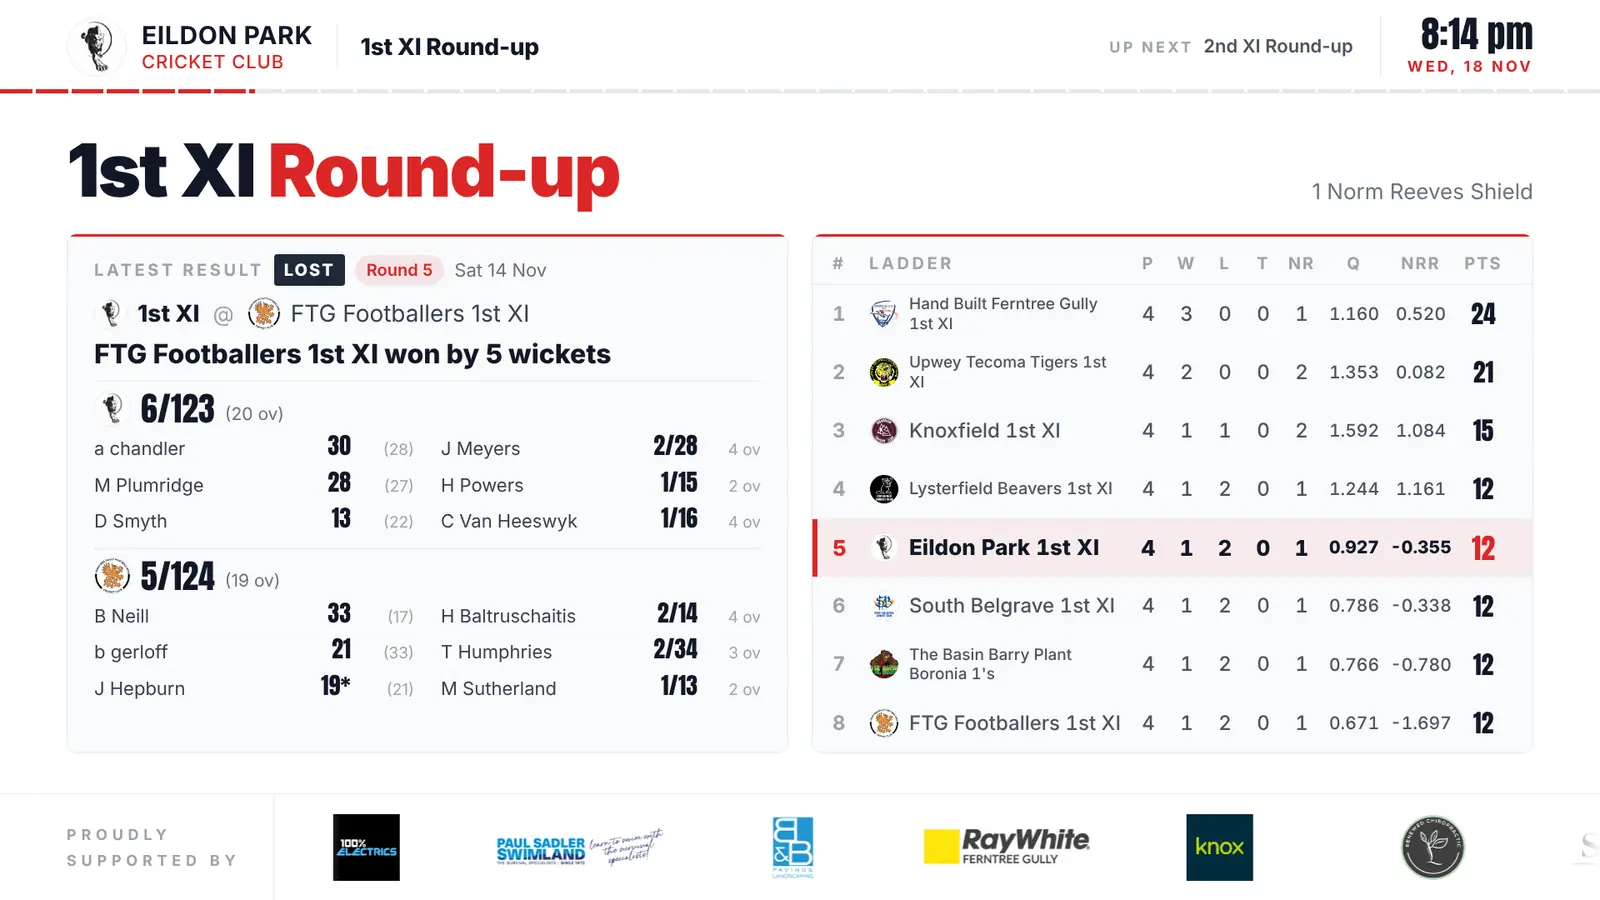 EILDON PARK
CRICKET CLUB
1st XI Round-up
UP NEXT 2nd XI Round-up
8:14 pm
WED, 18 NOV
1st XI Round-up
1 Norm Reeves Shield
LATEST RESULT LOST Round 5 Sat 14 Nov
1st XI @ FTG Footballers 1st XI
FTG Footballers 1st XI won by 5 wickets
6/123 (20 ov)
a chandler 30 (28) J Meyers 2/28 4 ov
M Plumridge 28 (27) H Powers 1/15 2 ov
D Smyth 13 (22) C Van Heeswyk 1/16 4 ov
5/124 (19 ov)
B Neill 33 (17) H Baltruschaitis 2/14 4 ov
b gerloff 21 (33) T Humphries 2/34 3 ov
J Hepburn 19* (21) M Sutherland 1/13 2 ov
# LADDER P W L T NR Q NRR PTS
1 Hand Built Ferntree Gully 1st XI 4 3 0 0 1 1.160 0.520 24
2 Upwey Tecoma Tigers 1st XI 4 2 0 0 2 1.353 0.082 21
3 Knoxfield 1st XI 4 1 1 0 2 1.592 1.084 15
4 Lysterfield Beavers 1st XI 4 1 2 0 1 1.244 1.161 12
5 Eildon Park 1st XI 4 1 2 0 1 0.927 -0.355 12
6 South Belgrave 1st XI 4 1 2 0 1 0.786 -0.338 12
7 The Basin Barry Plant Boronia 1's 4 1 2 0 1 0.766 -0.780 12
8 FTG Footballers 1st XI 4 1 2 0 1 0.671 -1.697 12
PROUDLY
SUPPORTED BY
100%
ELECTRICS
PAUL SADLER
SWIMLAND
learn to swim with
the survival
specialists!
B&B
PAVING &
LANDSCAPING
RayWhite.
FERNTREE GULLY
knox
RENEWED CHIROPRACTIC
S